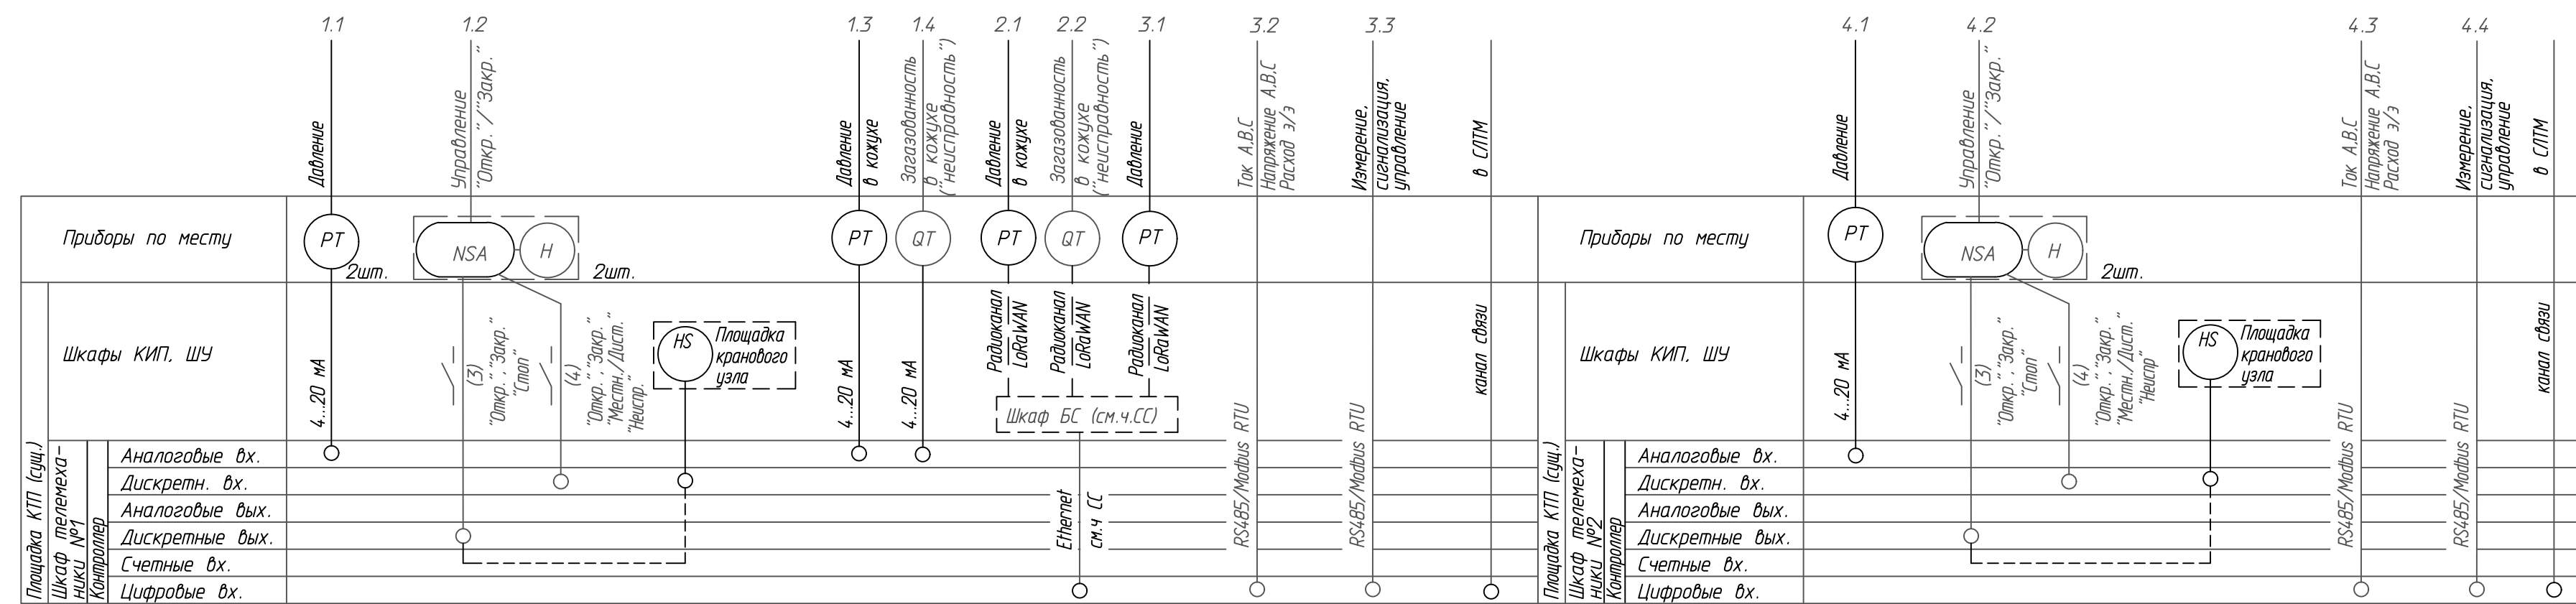 1.1
1.2
1.3
1.4
2.1
2.2
3.1
3.2
3.3
4.1
4.2
4.3
4.4
Давление
Управление
"Откр."/"Закр."
Давление
в кожухе
Загазованность
в кожухе
("неисправность")
Давление
в кожухе
Загазованность
в кожухе
("неисправность")
Давление
Ток А,В,С
Напряжение А,В,С
Расход э/э
Измерение,
сигнализация,
управление
в СЛТМ
Давление
Управление
"Откр."/"Закр."
Ток А,В,С
Напряжение А,В,С
Расход э/э
Измерение,
сигнализация,
управление
в СЛТМ
Приборы по месту
PT
2шт.
NSA
H
2шт.
PT
QT
PT
QT
PT
Приборы по месту
PT
NSA
H
2шт.
Шкафы КИП, ШУ
4...20 мА
(3)
"Откр.","Закр."
"Стоп"
(4)
"Откр.","Закр."
"Местн./Дист."
"Неиспр."
HS
Площадка
кранового
узла
4...20 мА
4...20 мА
Радиоканал
LoRaWAN
Радиоканал
LoRaWAN
Радиоканал
LoRaWAN
Шкаф БС (см.ч.СС)
канал связи
Шкафы КИП, ШУ
4...20 мА
(3)
"Откр.","Закр."
"Стоп"
(4)
"Откр.","Закр."
"Местн./Дист."
"Неиспр"
HS
Площадка
кранового
узла
канал связи
Площадка КТП (сущ.)
Шкаф телемеха-
ники №1
Контроллер
Аналоговые вх.
Дискретн. вх.
Аналоговые вых.
Дискретные вых.
Счетные вх.
Цифровые вх.
Ethernet
см.ч СС
RS485/Modbus RTU
RS485/Modbus RTU
Площадка КТП (сущ.)
Шкаф телемеха-
ники №2
Контроллер
Аналоговые вх.
Дискретн. вх.
Аналоговые вых.
Дискретные вых.
Счетные вх.
Цифровые вх.
RS485/Modbus RTU
RS485/Modbus RTU